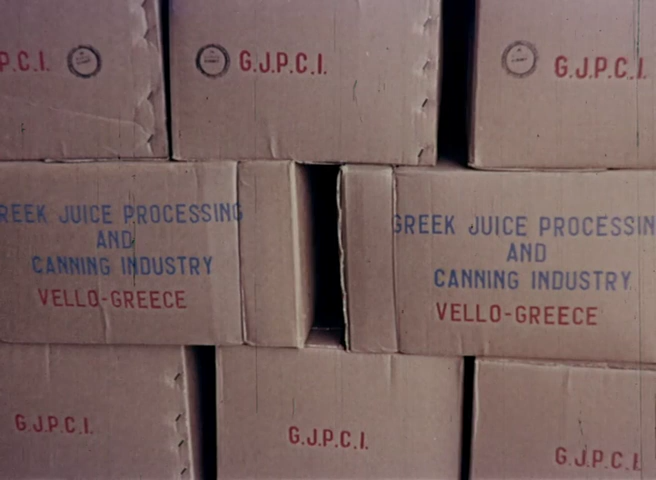 P.C.I.
G.J.P.C.I.
G.J.P.C.I.
REEK JUICE PROCESSING
AND
CANNING INDUSTRY
VELLO-GREECE
GREEK JUICE PROCESSIN
AND
CANNING INDUSTRY
VELLO-GREECE
G.J.P.C.I.
G.J.P.C.I.
G.J.P.C.I.